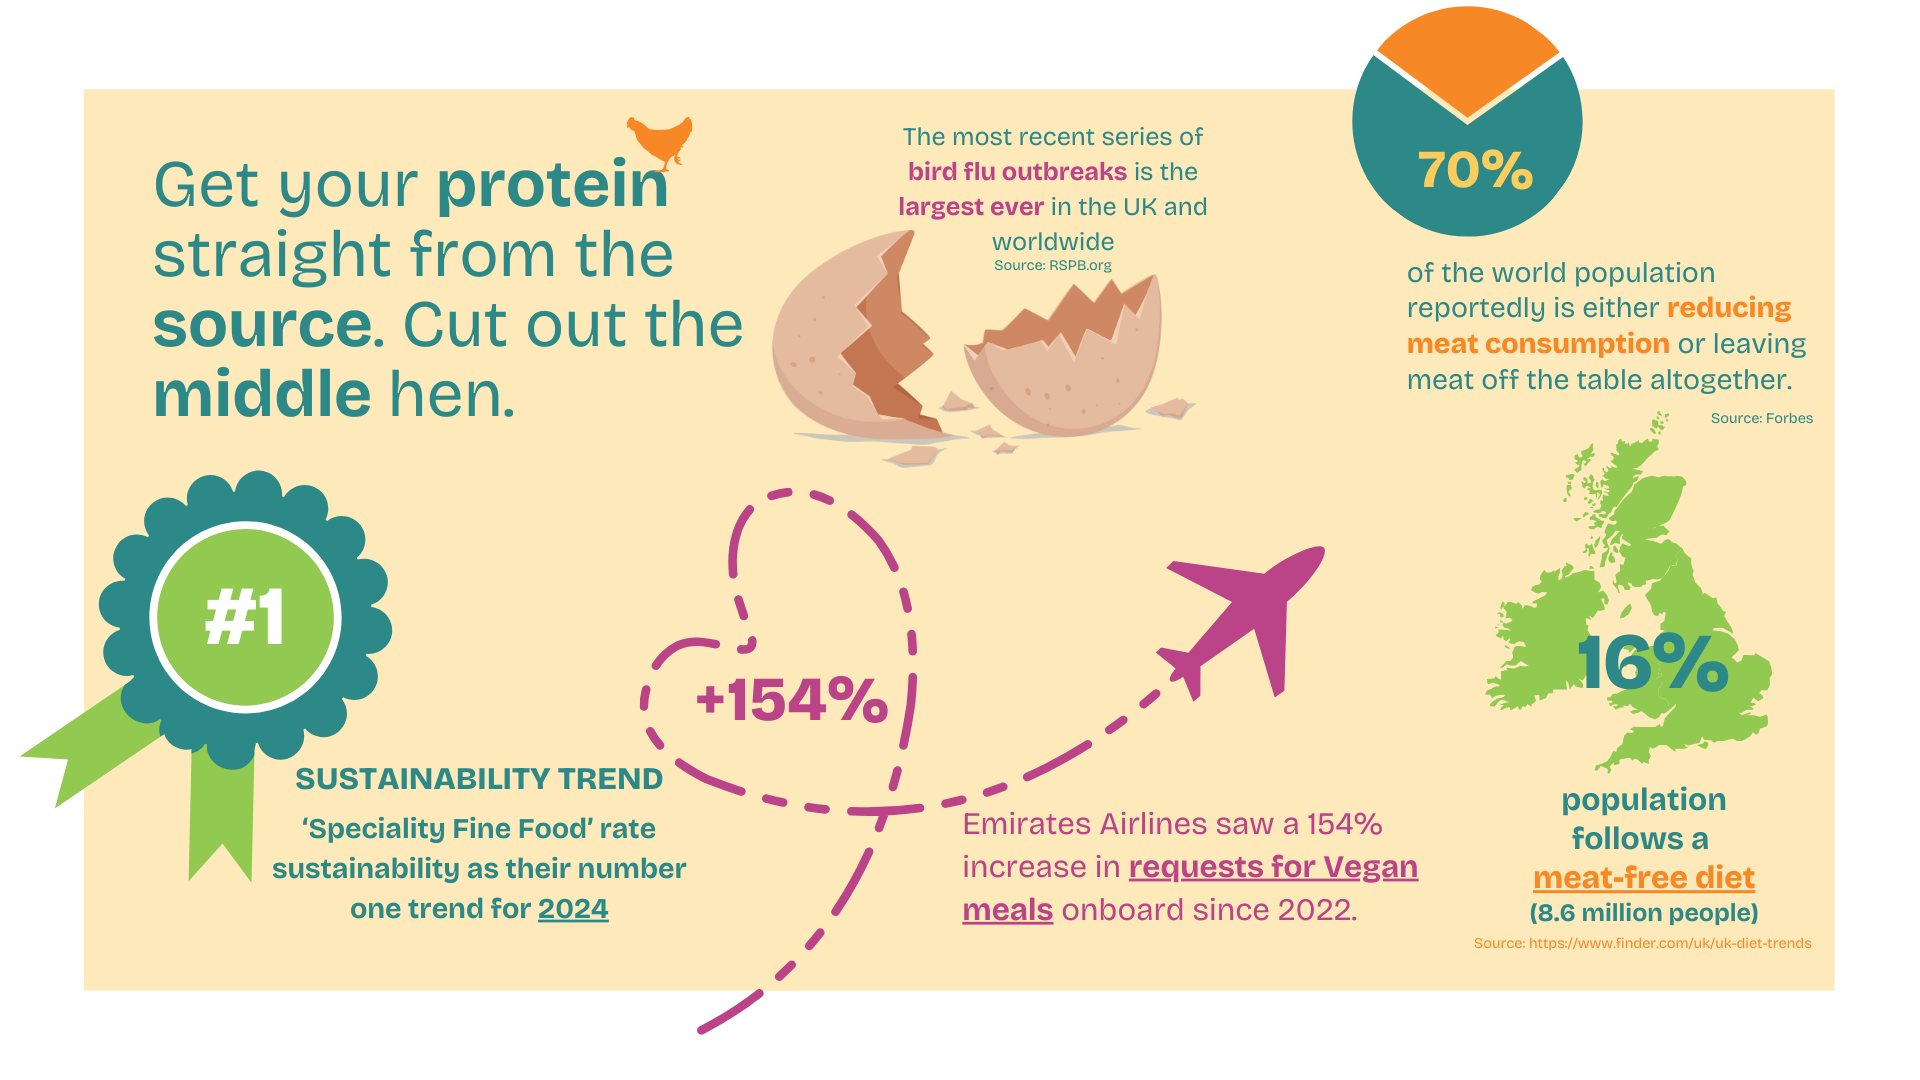 Get your protein
straight from the
source. Cut out the
middle hen.
The most recent series of
bird flu outbreaks is the
largest ever in the UK and
worldwide
Source: RSPB.org
70%
of the world population
reportedly is either reducing
meat consumption or leaving
meat off the table altogether.
Source: Forbes
#1
SUSTAINABILITY TREND
‘Speciality Fine Food’ rate
sustainability as their number
one trend for 2024
+154%
Emirates Airlines saw a 154%
increase in requests for Vegan
meals onboard since 2022.
16%
population
follows a
meat-free diet
(8.6 million people)
Source: https://www.finder.com/uk/uk-diet-trends